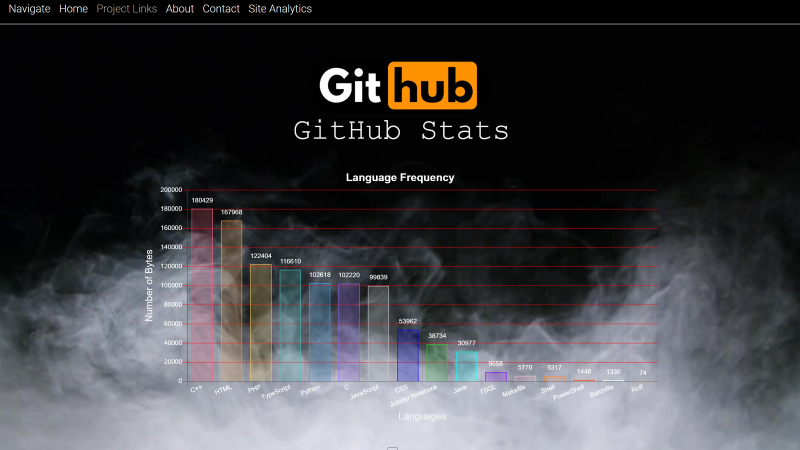 Navigate Home Project Links About Contact Site Analytics
Git hub
GitHub Stats
Language Frequency
Number of Bytes
200000
180000
160000
140000
120000
100000
80000
60000
40000
20000
0
180429
167968
122404
116610
102618
102220
99839
53962
38734
30977
9568
5770
5317
1448
1330
74
C++
HTML
PHP
TypeScript
Python
C
JavaScript
CSS
Jupyter Notebook
Java
TSQL
Makefile
Shell
PowerShell
Batchfile
Roff
Languages